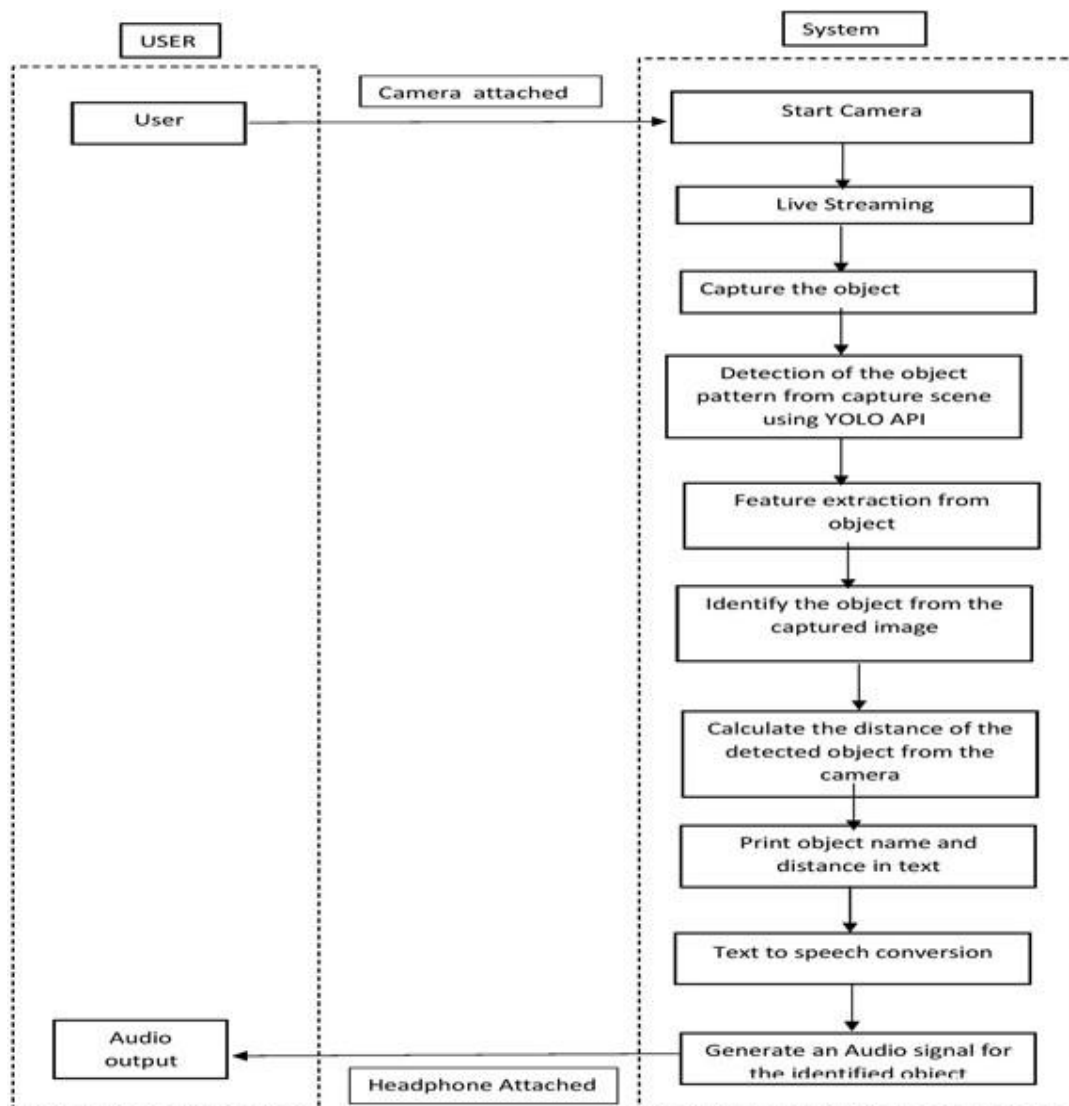 USER
System
Camera attached
User
Start Camera
Live Streaming
Capture the object
Detection of the object
pattern from capture scene
using YOLO API
Feature extraction from
object
Identify the object from the
captured image
Calculate the distance of the
detected object from the
camera
Print object name and
distance in text
Text to speech conversion
Audio
output
Generate an Audio signal for
the identified object
Headphone Attached